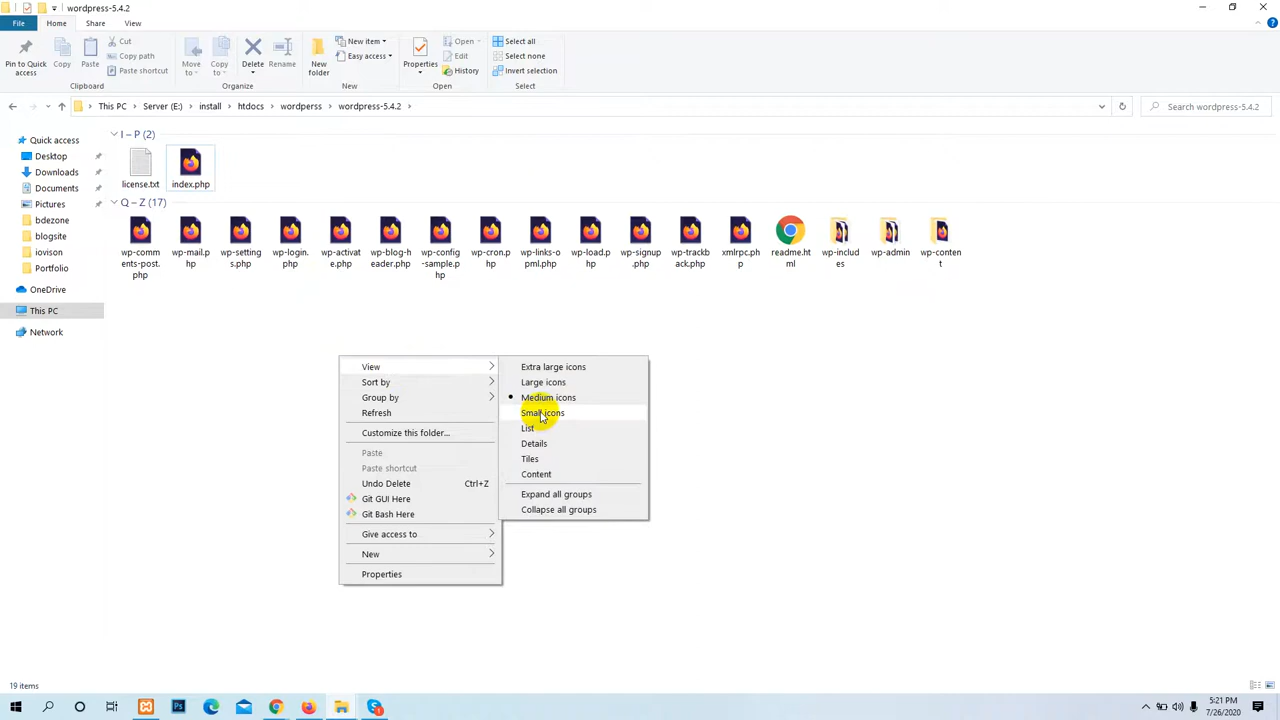 wordpress-5.4.2
File Home Share View
Pin to Quick access
Copy
Paste
Cut
Copy path
Paste shortcut
Clipboard
Move to
Copy to
Delete
Rename
Organize
New folder
New item
Easy access
New
Properties
Open
Edit
History
Open
Select all
Select none
Invert selection
Select
This PC > Server (E:) > install > htdocs > wordperss > wordpress-5.4.2 >
Search wordpress-5.4.2
Quick access
Desktop
Downloads
Documents
Pictures
bdezone
blogsite
iovison
Portfolio
OneDrive
This PC
Network
I – P (2)
license.txt
index.php
Q – Z (17)
wp-comments-post.php
wp-mail.php
wp-settings.php
wp-login.php
wp-activate.php
wp-blog-header.php
wp-config-sample.php
wp-cron.php
wp-links-opml.php
wp-load.php
wp-signup.php
wp-trackback.php
xmlrpc.php
readme.html
wp-includes
wp-admin
wp-content
View
Sort by
Group by
Refresh
Customize this folder...
Paste
Paste shortcut
Undo Delete Ctrl+Z
Git GUI Here
Git Bash Here
Give access to
New
Properties
Extra large icons
Large icons
Medium icons
Small icons
List
Details
Tiles
Content
Expand all groups
Collapse all groups
19 items
5:21 PM
7/26/2020